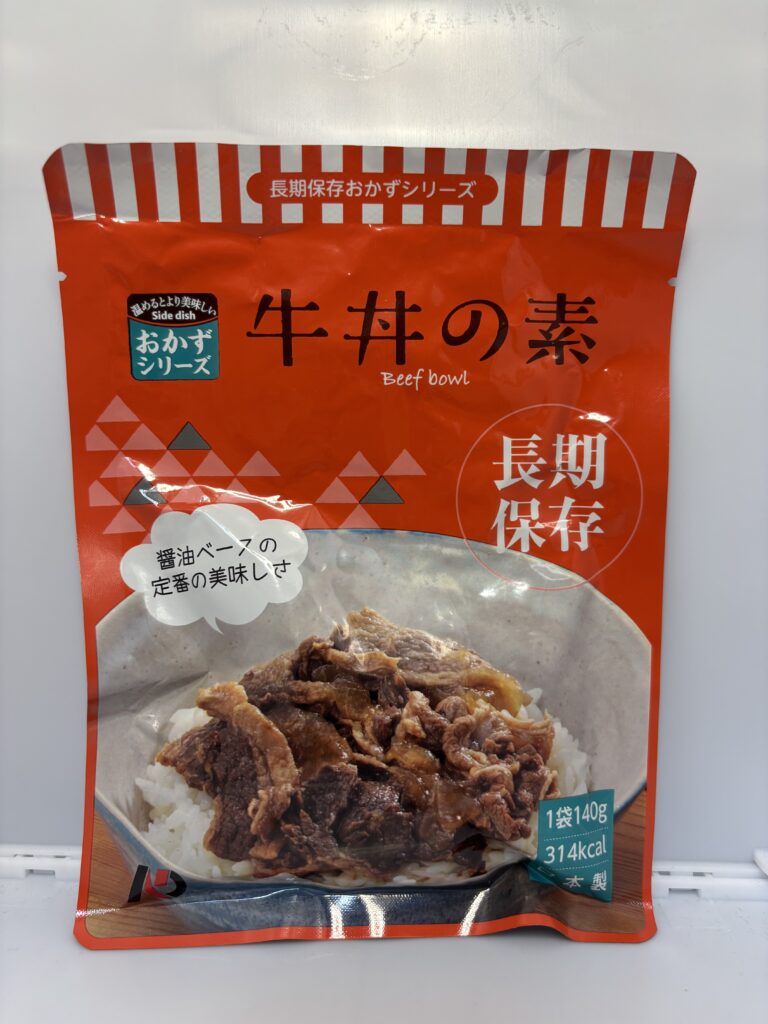 長期保存おかずシリーズ
温めるとより美味しい
Side dish
おかず
シリーズ
牛丼の素
Beef bowl
長期
保存
醤油ベースの
定番の美味しさ
1袋140g
314kcal
本製